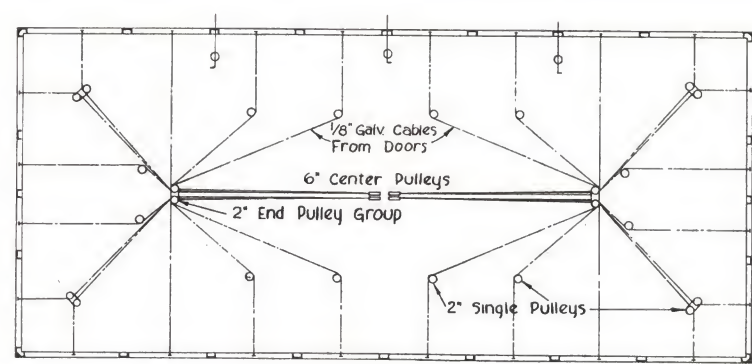 1/8" Galv. Cables
From Doors
6" Center Pulleys
2" End Pulley Group
2" Single Pulleys